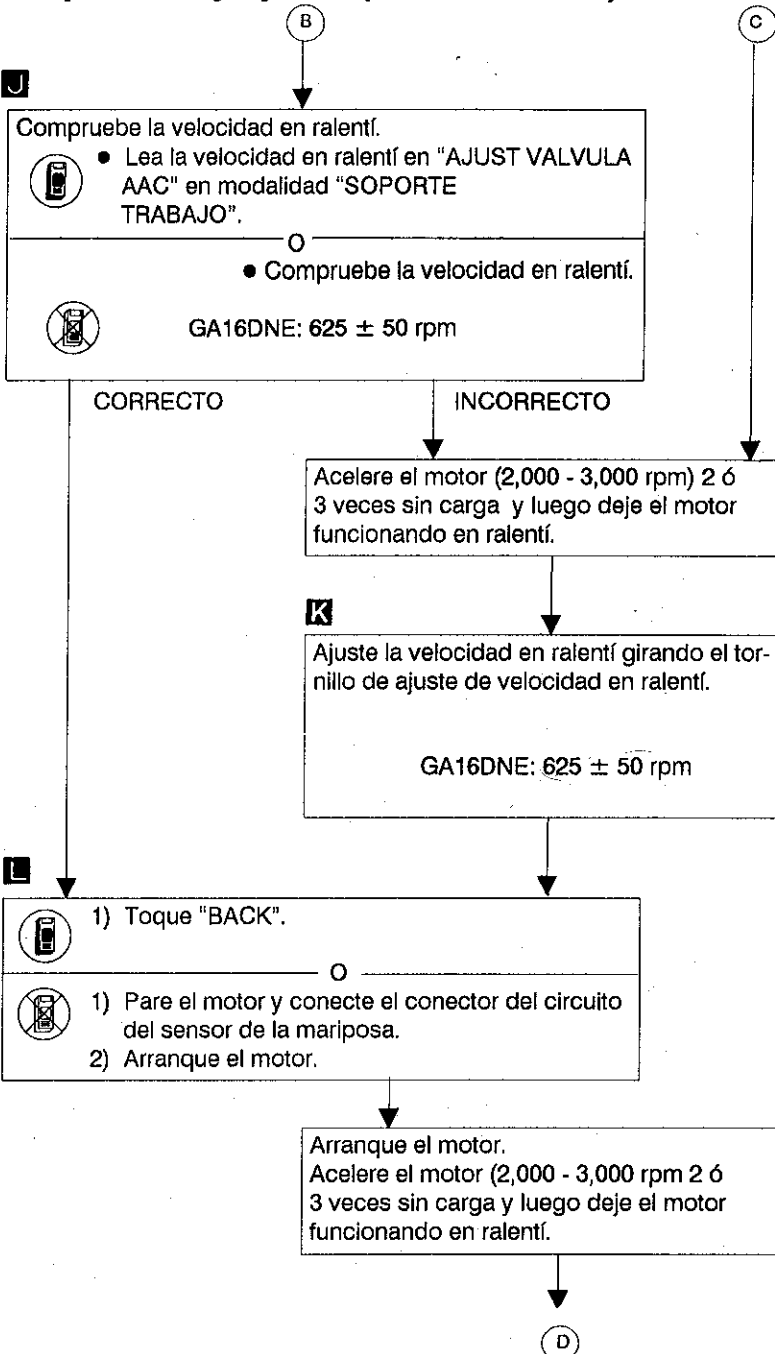 B
C
J
Compruebe la velocidad en ralentí.
● Lea la velocidad en ralentí en "AJUST VALVULA
AAC" en modalidad "SOPORTE
TRABAJO".
O
● Compruebe la velocidad en ralentí.
GA16DNE: 625 ± 50 rpm
CORRECTO
INCORRECTO
Acelere el motor (2,000 - 3,000 rpm) 2 ó
3 veces sin carga y luego deje el motor
funcionando en ralentí.
K
Ajuste la velocidad en ralentí girando el tor-
nillo de ajuste de velocidad en ralentí.
GA16DNE: 625 ± 50 rpm
L
1) Toque "BACK".
O
1) Pare el motor y conecte el conector del circuito
del sensor de la mariposa.
2) Arranque el motor.
Arranque el motor.
Acelere el motor (2,000 - 3,000 rpm 2 ó
3 veces sin carga y luego deje el motor
funcionando en ralentí.
D